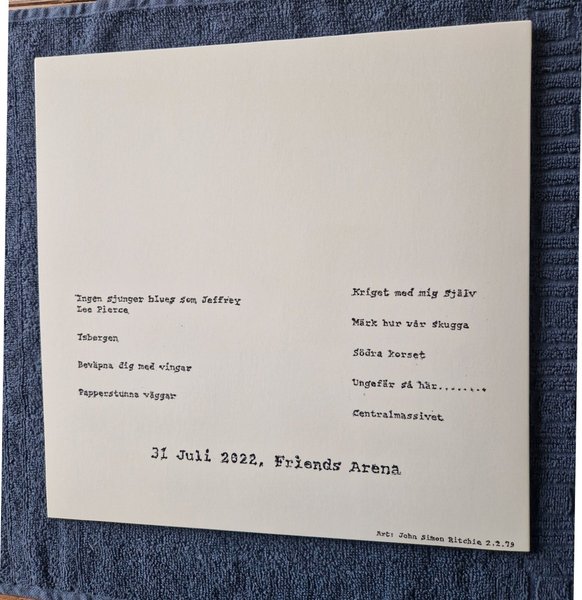 Ingen sjunger blues som Jeffrey
Lee Pierce
Isbergen
Beväpna dig med vingar
Papperstunna väggar
Kriget med mig själv
Märk hur vår skugga
Södra korset
Ungefär så här........
Centralmassivet
31 Juli 2022, Friends Arena
Art: John Simon Ritchie 2.2.79